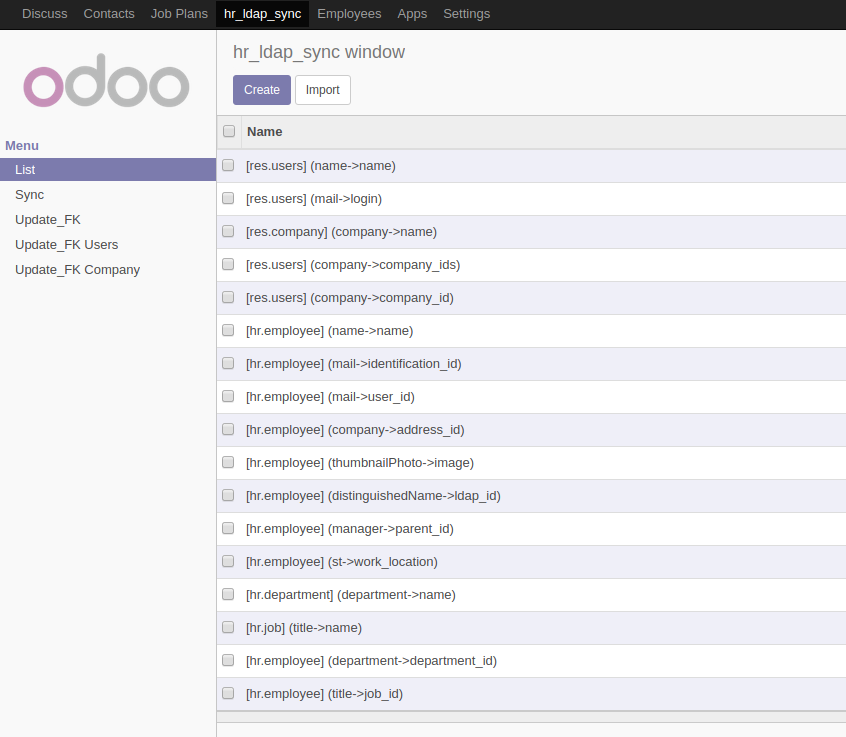 Discuss Contacts Job Plans hr_ldap_sync Employees Apps Settings
odoo
hr_ldap_sync window
Create Import
Menu
List
Sync
Update_FK
Update_FK Users
Update_FK Company
Name
[res.users] (name->name)
[res.users] (mail->login)
[res.company] (company->name)
[res.users] (company->company_ids)
[res.users] (company->company_id)
[hr.employee] (name->name)
[hr.employee] (mail->identification_id)
[hr.employee] (mail->user_id)
[hr.employee] (company->address_id)
[hr.employee] (thumbnailPhoto->image)
[hr.employee] (distinguishedName->ldap_id)
[hr.employee] (manager->parent_id)
[hr.employee] (st->work_location)
[hr.department] (department->name)
[hr.job] (title->name)
[hr.employee] (department->department_id)
[hr.employee] (title->job_id)